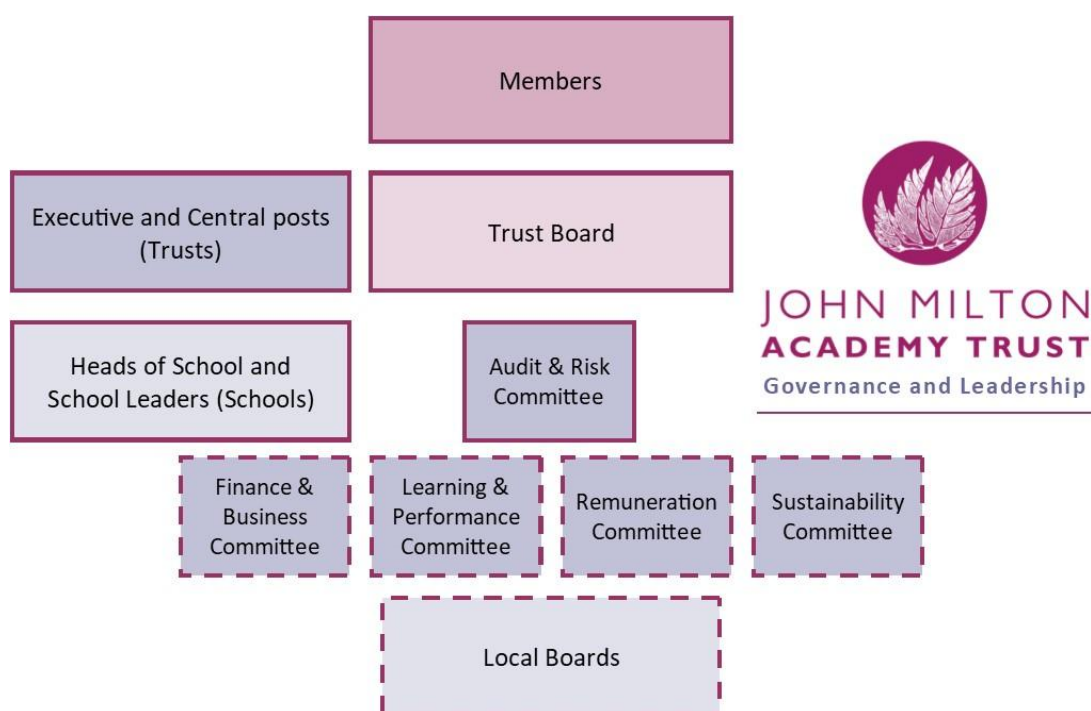 Members
Executive and Central posts
(Trusts)
Trust Board
JOHN MILTON
ACADEMY TRUST
Governance and Leadership
Heads of School and
School Leaders (Schools)
Audit & Risk
Committee
Finance &
Business
Committee
Learning &
Performance
Committee
Remuneration
Committee
Sustainability
Committee
Local Boards